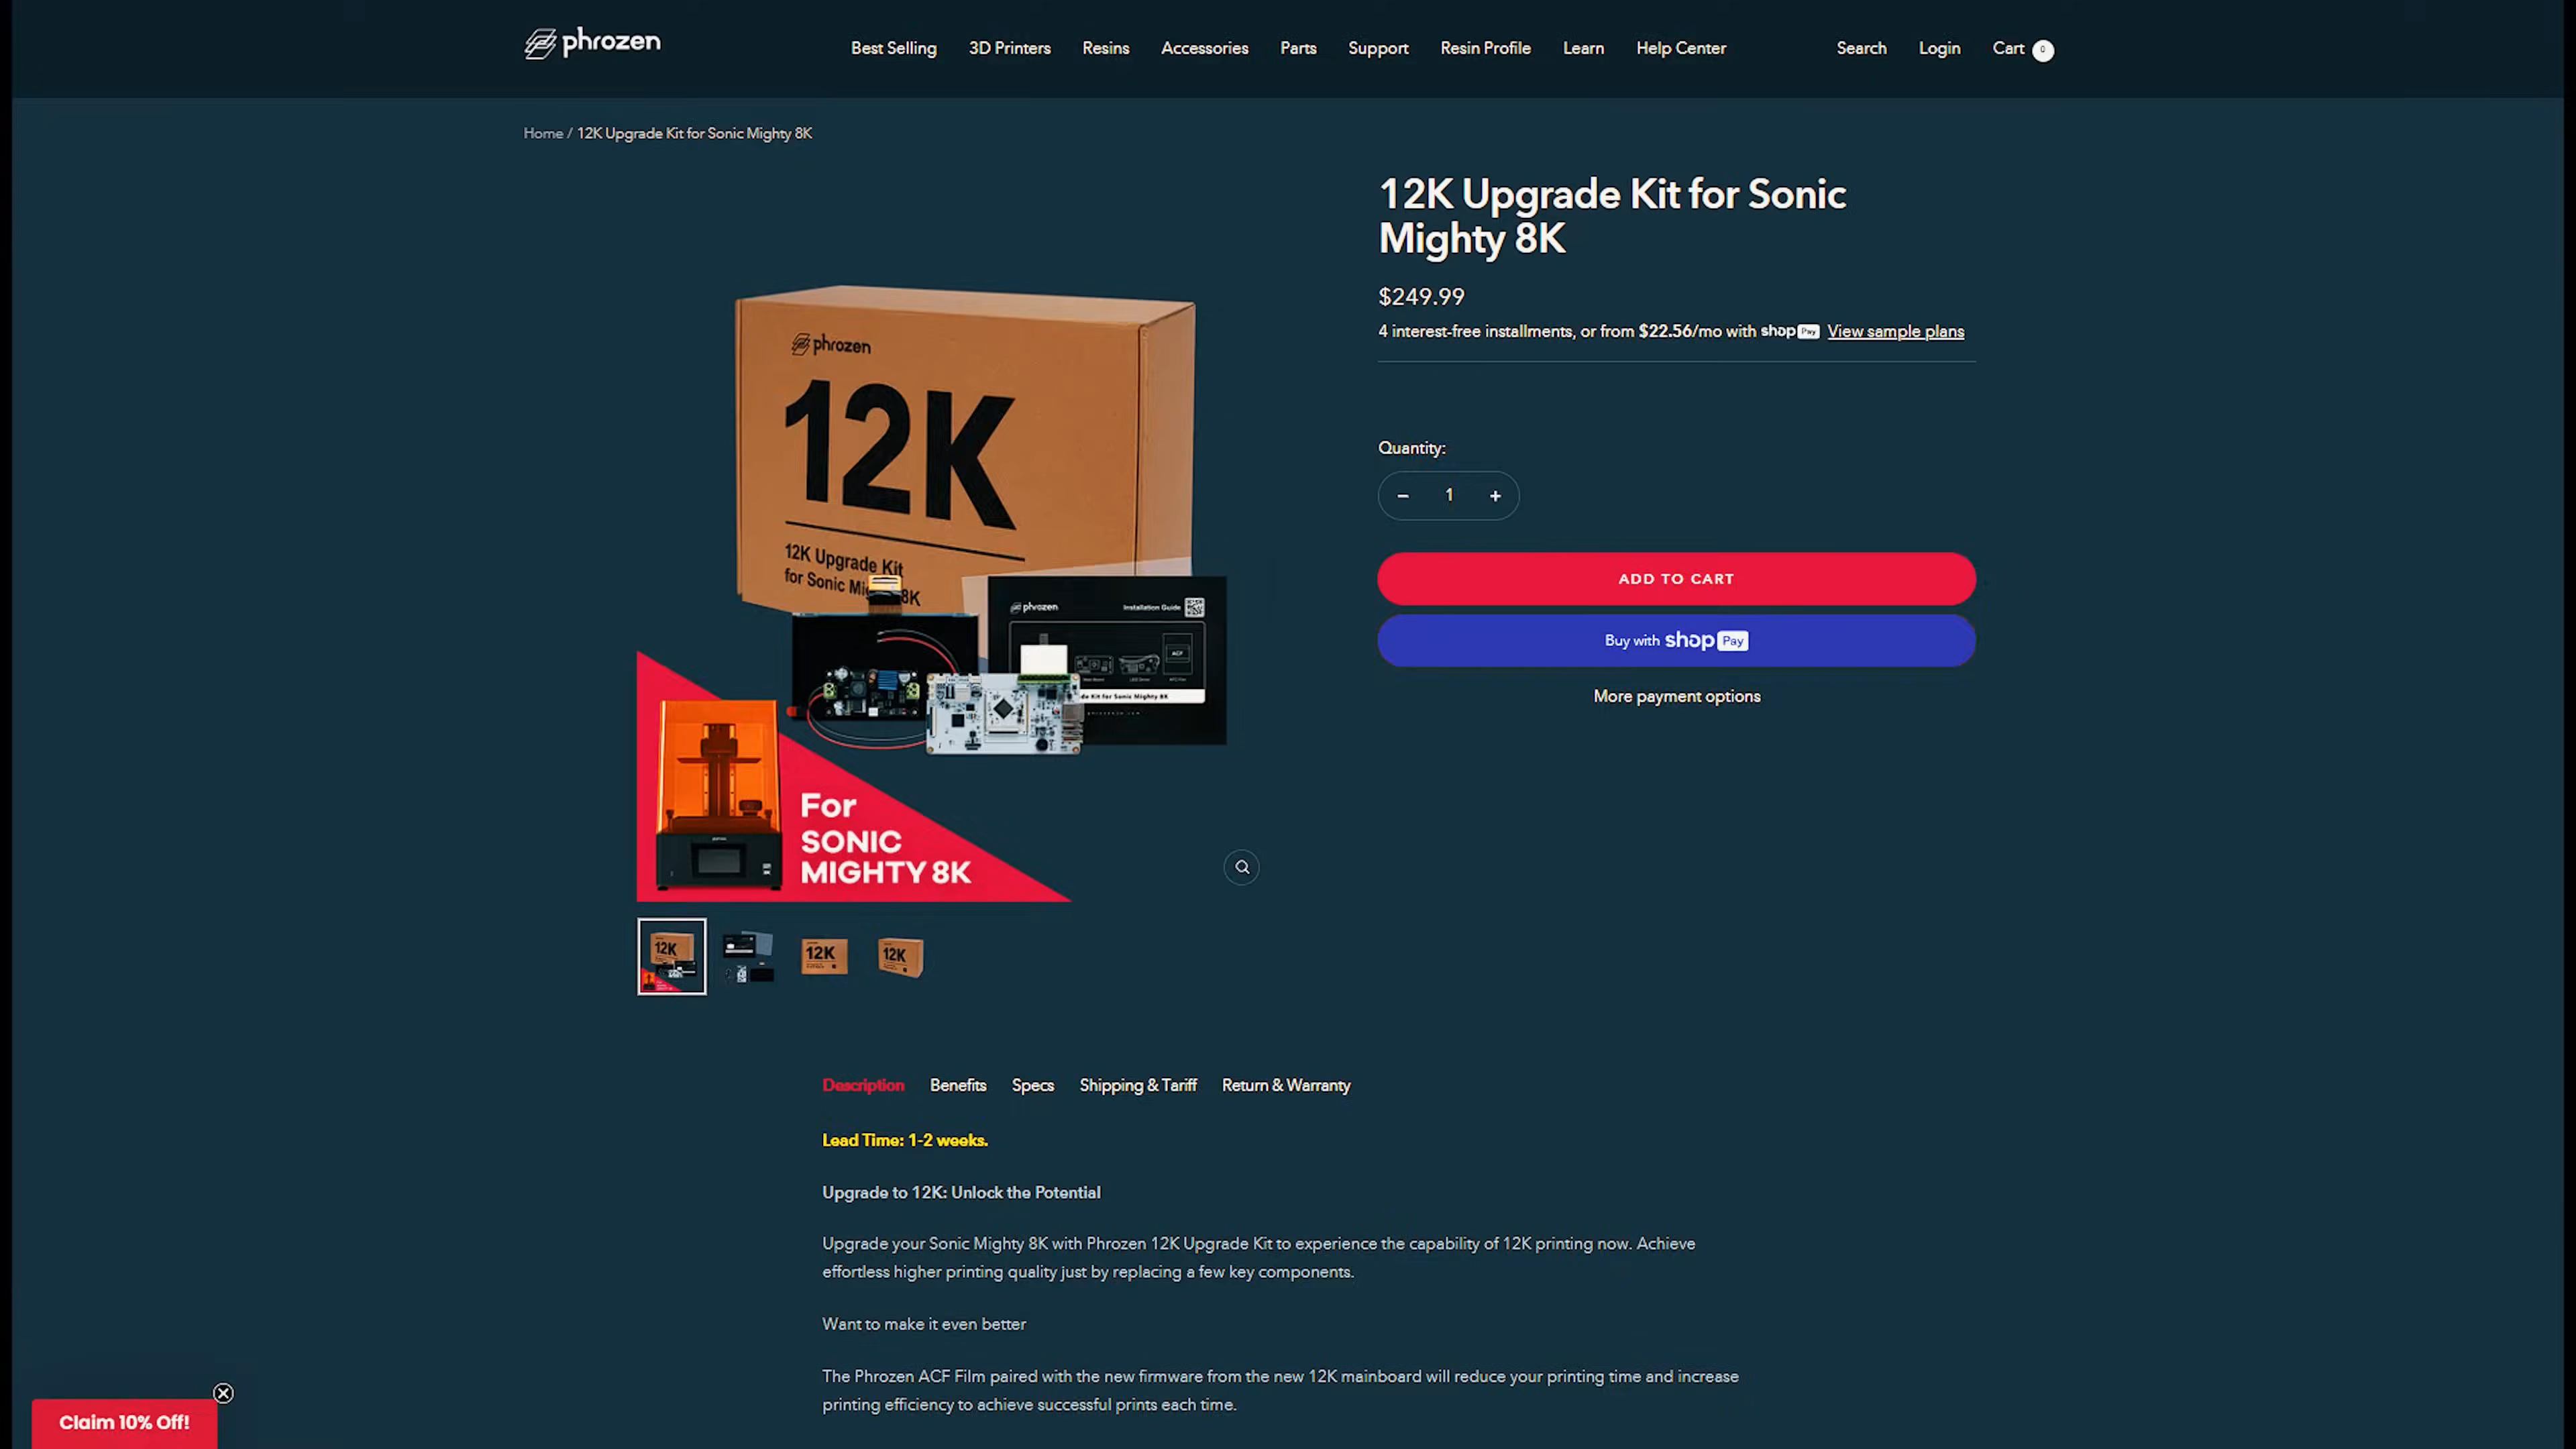 phrozen
Best Selling
3D Printers
Resins
Accessories
Parts
Support
Resin Profile
Learn
Help Center
Search
Login
Cart 0
Home / 12K Upgrade Kit for Sonic Mighty 8K
12K Upgrade Kit for Sonic
Mighty 8K
$249.99
4 interest-free installments, or from $22.56/mo with shop Pay View sample plans
Quantity:
− 1 +
ADD TO CART
Buy with shop Pay
More payment options
phrozen
12K
12K Upgrade Kit
for Sonic Mi 8K
phrozen
Installation Guide
ACF
de Kit for Sonic Mighty 8K
For
SONIC
MIGHTY 8K
12K
12K
12K
Description
Benefits
Specs
Shipping & Tariff
Return & Warranty
Lead Time: 1-2 weeks.
Upgrade to 12K: Unlock the Potential
Upgrade your Sonic Mighty 8K with Phrozen 12K Upgrade Kit to experience the capability of 12K printing now. Achieve
effortless higher printing quality just by replacing a few key components.
Want to make it even better
The Phrozen ACF Film paired with the new firmware from the new 12K mainboard will reduce your printing time and increase
printing efficiency to achieve successful prints each time.
Claim 10% Off!